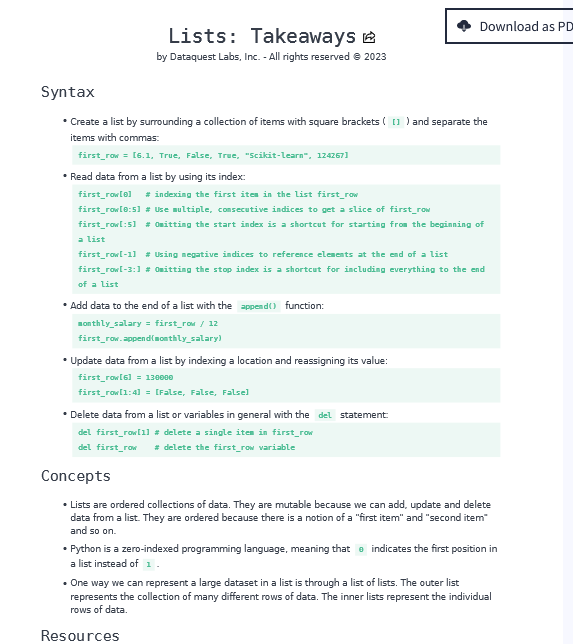 Download as PD
Lists: Takeaways
by Dataquest Labs, Inc. - All rights reserved © 2023
Syntax
• Create a list by surrounding a collection of items with square brackets ( [] ) and separate the
items with commas:
first_row = [6.1, True, False, True, "Scikit-learn", 124267]
• Read data from a list by using its index:
first_row[0]   # indexing the first item in the list first_row
first_row[0:5] # Use multiple, consecutive indices to get a slice of first_row
first_row[:5]  # Omitting the start index is a shortcut for starting from the beginning of
a list
first_row[-1]  # Using negative indices to reference elements at the end of a list
first_row[-3:] # Omitting the stop index is a shortcut for including everything to the end
of a list
• Add data to the end of a list with the append() function:
monthly_salary = first_row / 12
first_row.append(monthly_salary)
• Update data from a list by indexing a location and reassigning its value:
first_row[6] = 130000
first_row[1:4] = [False, False, False]
• Delete data from a list or variables in general with the del statement:
del first_row[1] # delete a single item in first_row
del first_row    # delete the first_row variable
Concepts
• Lists are ordered collections of data. They are mutable because we can add, update and delete
data from a list. They are ordered because there is a notion of a "first item" and "second item"
and so on.
• Python is a zero-indexed programming language, meaning that 0 indicates the first position in
a list instead of 1 .
• One way we can represent a large dataset in a list is through a list of lists. The outer list
represents the collection of many different rows of data. The inner lists represent the individual
rows of data.
Resources